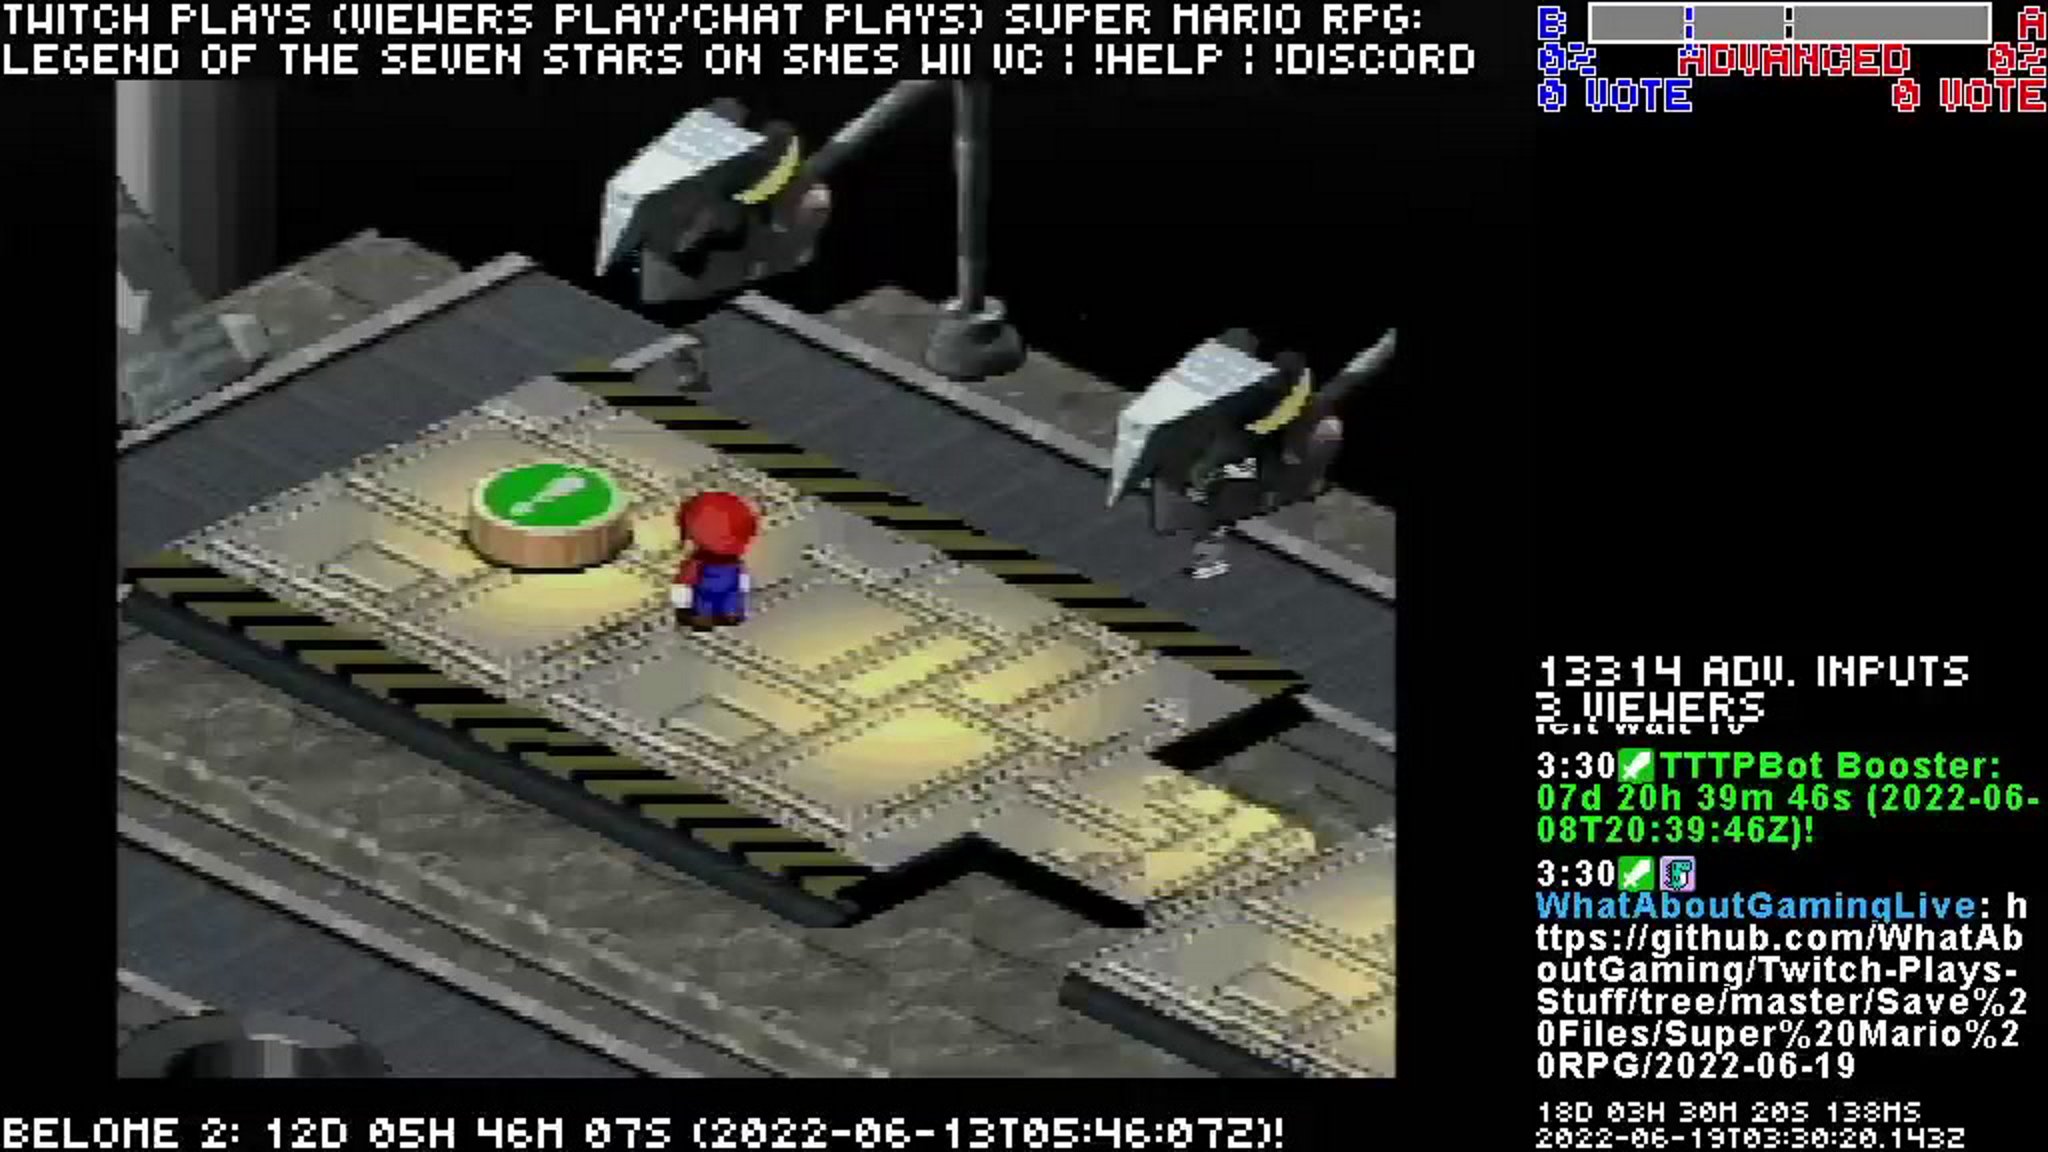 TWITCH PLAYS (VIEWERS PLAY/CHAT PLAYS) SUPER MARIO RPG:
LEGEND OF THE SEVEN STARS ON SNES WII VC ¦ !HELP ¦ !DISCORD
B A
0% ADVANCED 0%
0 VOTE 0 VOTE
!
13314 ADV. INPUTS
3 VIEWERS
3:30 TTTPBot Booster:
07d 20h 39m 46s (2022-06-
08T20:39:46Z)!
3:30
WhatAboutGamingLive: h
ttps://github.com/WhatAb
outGaming/Twitch-Plays-
Stuff/tree/master/Save%2
0Files/Super%20Mario%2
0RPG/2022-06-19
18D 03H 30M 20S 138MS
2022-06-19T03:30:20.143Z
BELOME 2: 12D 05H 46M 07S (2022-06-13T05:46:07Z)!